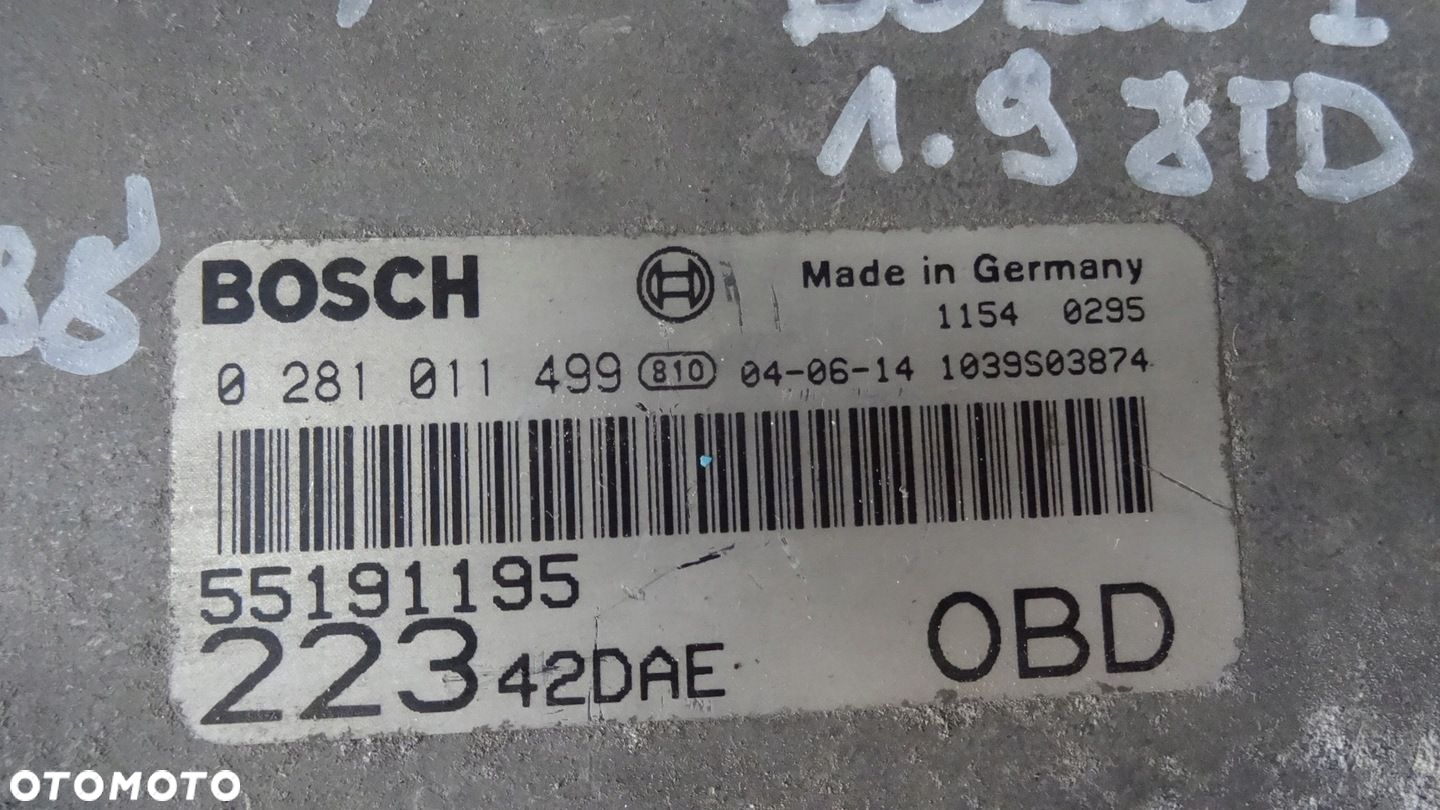 1.9 JTD
BOSCH
Made in Germany
1154 0295
0 281 011 499 810 04-06-14 1039S03874
55191195
223 42DAE
OBD
OTOMOTO